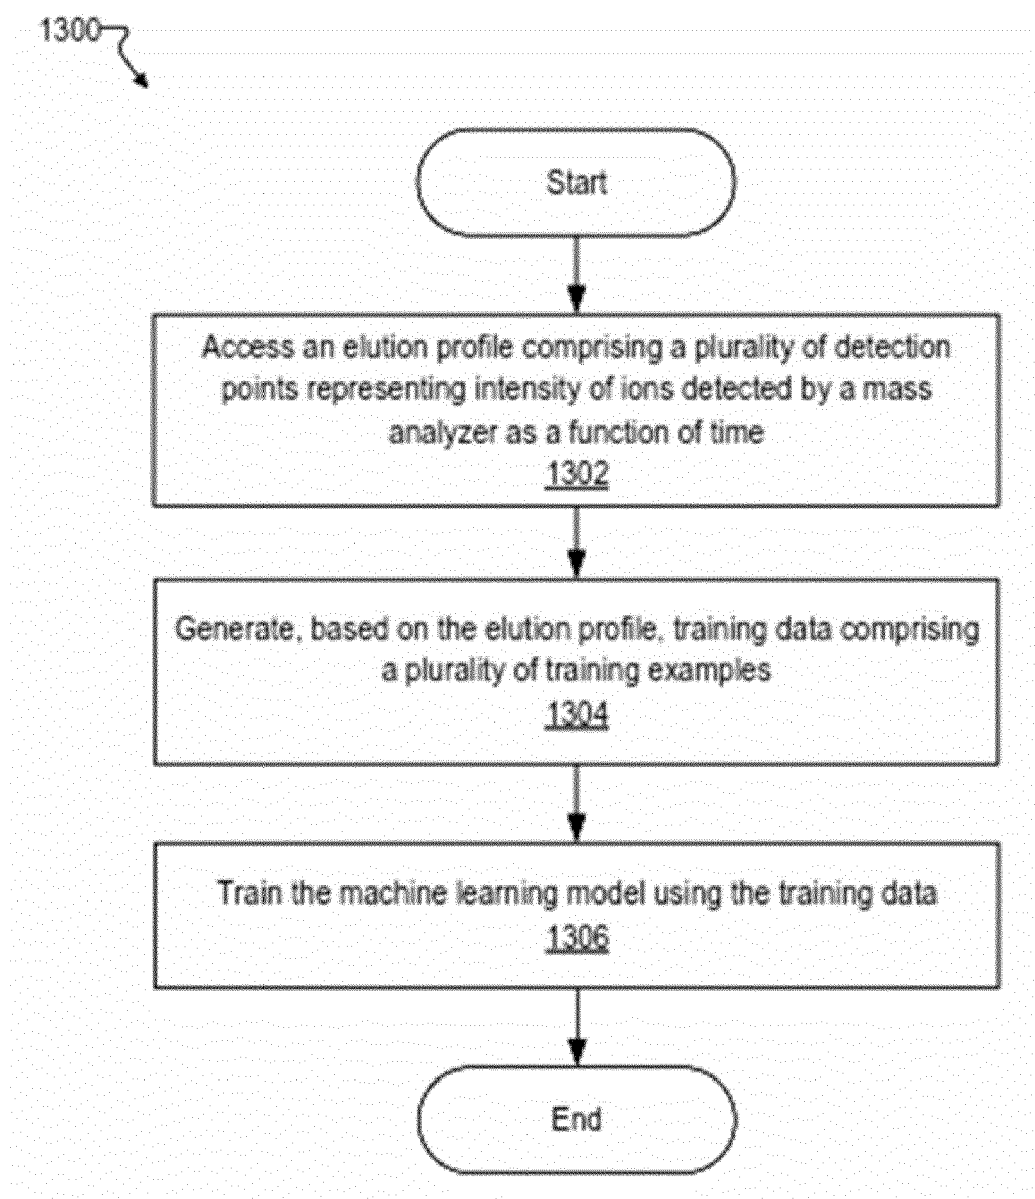 1300
Start
Access an elution profile comprising a plurality of detection
points representing intensity of ions detected by a mass
analyzer as a function of time
1302
Generate, based on the elution profile, training data comprising
a plurality of training examples
1304
Train the machine learning model using the training data
1306
End